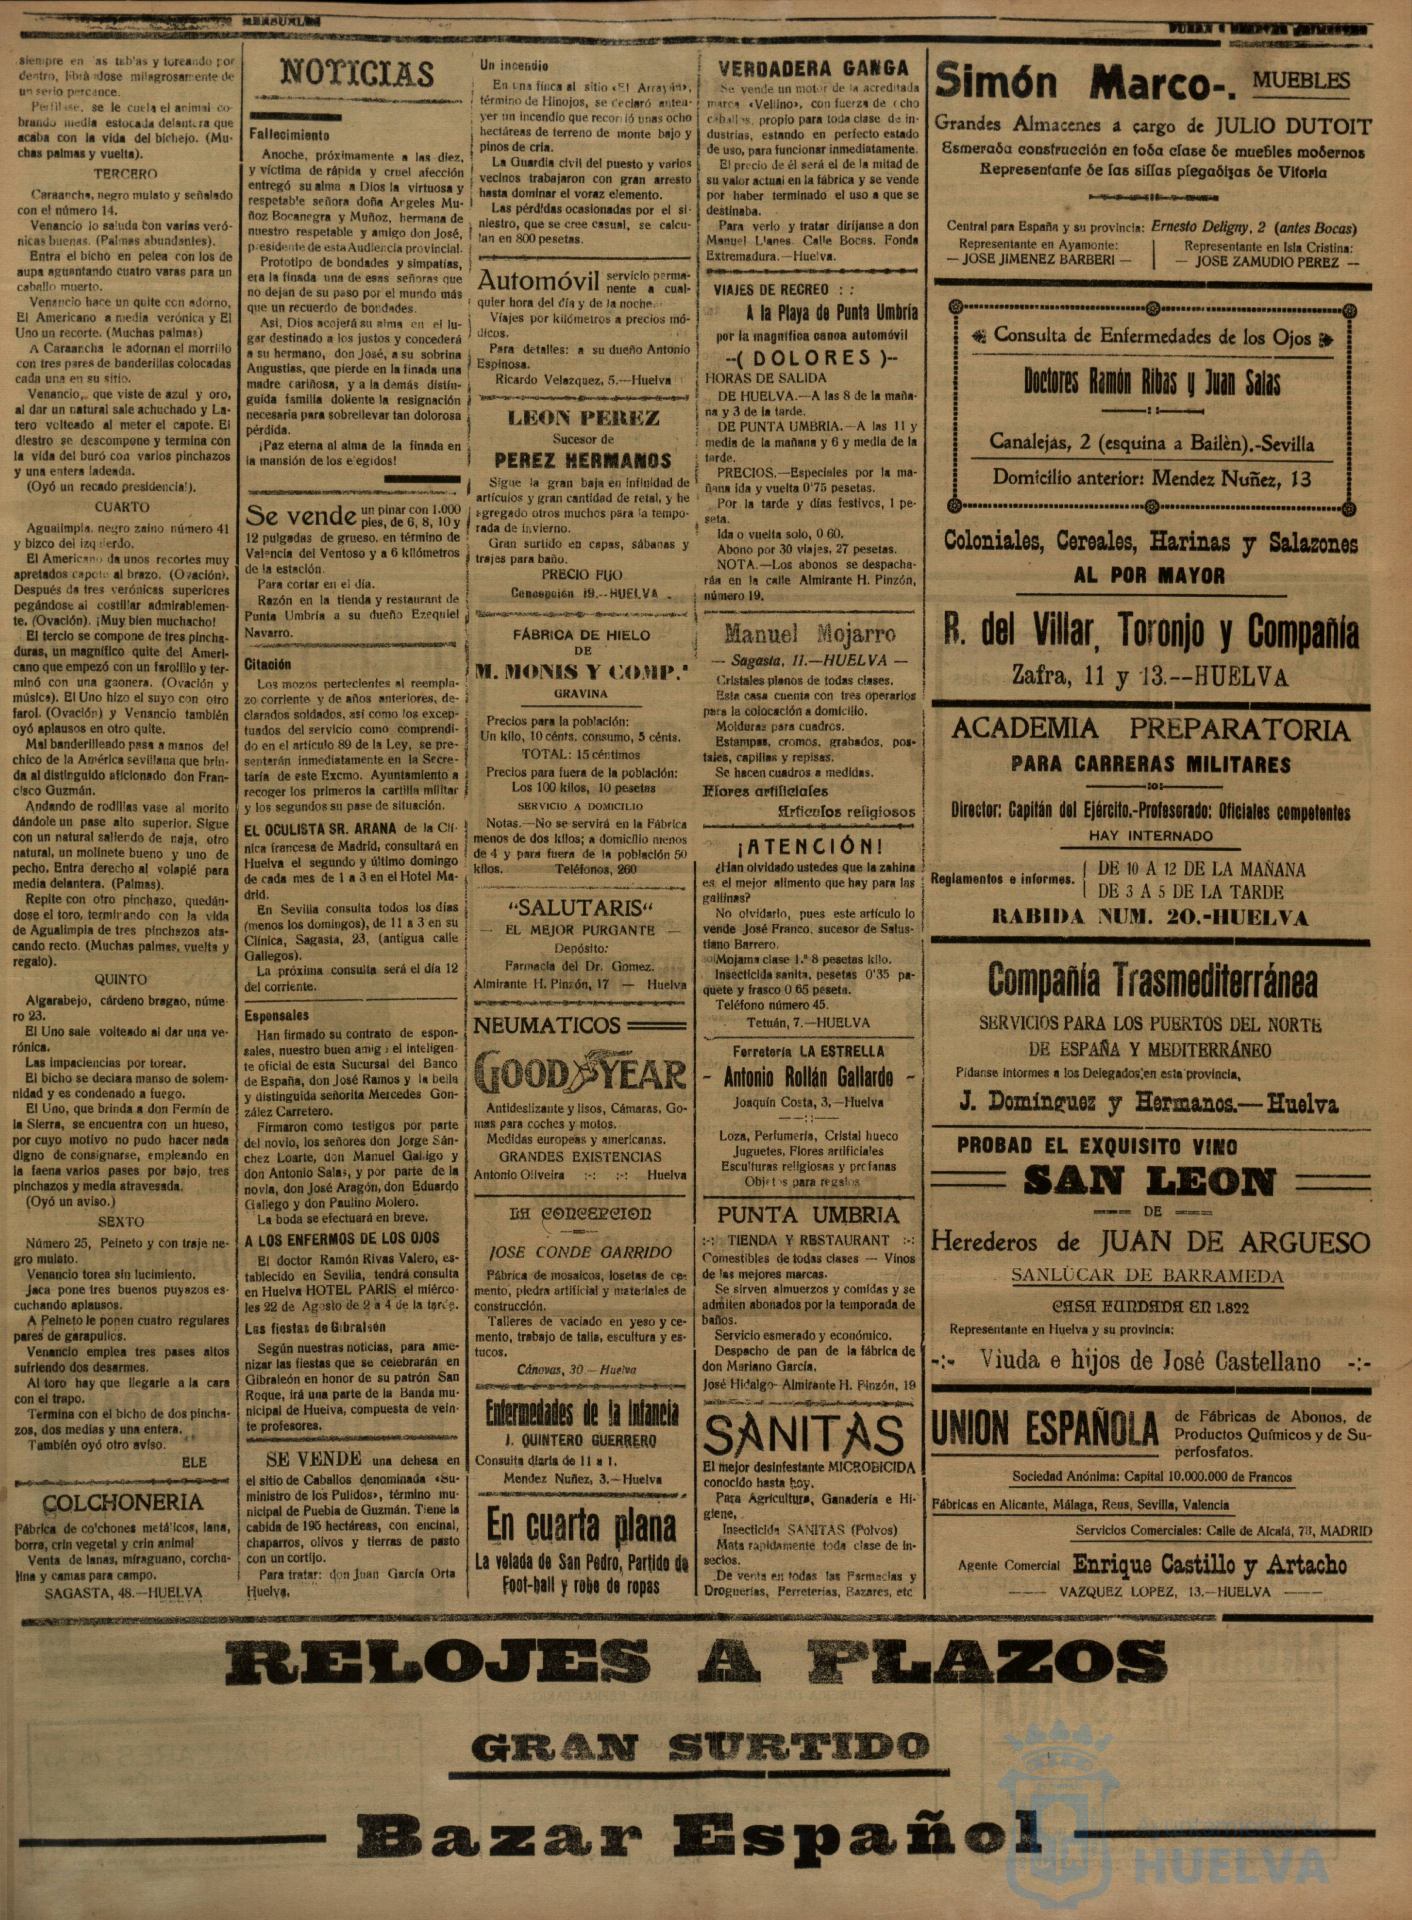 MENSUALES
siempre en las tablas y toreando por
dentro, librándose milagrosamente de
un serio percance.
Perfilase, se le cuela el animal co-
brando media estocada delantera que
acaba con la vida del bichejo. (Mu-
chas palmas y vuelta).
TERCERO
Caraancha, negro mulato y señalado
con el número 14.
Venancio lo saluda con varias veró-
nicas buenas. (Palmas abundantes).
Entra el bicho en pelea con los de
aupa aguantando cuatro varas para un
caballo muerto.
Venancio hace un quite con adorno,
El Americano a media verónica y El
Uno un recorte. (Muchas palmas)
A Caraancha le adornan el morrillo
con tres pares de banderillas colocadas
cada una en su sitio.
Venancio, que viste de azul y oro,
al dar un natural sale achuchado y La-
tero volteado al meter el capote. El
diestro se descompone y termina con
la vida del buró con varios pinchazos
y una entera ladeada.
(Oyó un recado presidencial).
CUARTO
Agualimpia, negro zaino número 41
y bizco del izquierdo.
El Americano da unos recortes muy
apretados capote al brazo. (Ovación).
Después da tres verónicas superiores
pegándose al costillar admirablemen-
te. (Ovación). ¡Muy bien muchacho!
El tercio se compone de tres pincha-
duras, un magnífico quite del Ameri-
cano que empezó con un farolillo y ter-
minó con una gaonera. (Ovación y
música). El Uno hizo el suyo con otro
farol. (Ovación) y Venancio también
oyó aplausos en otro quite.
Mal banderilleado pasa a manos del
chico de la América sevillana que brin-
da al distinguido aficionado don Fran-
cisco Guzmán.
Andando de rodillas vase al morito
dándole un pase alto superior. Sigue
con un natural saliendo de naja, otro
natural, un molinete bueno y uno de
pecho. Entra derecho al volapié para
media delantera. (Palmas).
Repite con otro pinchazo, quedán-
dose el toro, termirando con la vida
de Agualimpia de tres pinchazos ata-
cando recto. (Muchas palmas, vuelta y
regalo).
QUINTO
Algarabejo, cárdeno bragao, núme-
ro 23.
El Uno sale volteado al dar una ve-
rónica.
Las impaciencias por torear.
El bicho se declara manso de solem-
nidad y es condenado a fuego.
El Uno, que brinda a don Fermín de
la Sierra, se encuentra con un hueso,
por cuyo motivo no pudo hacer nada
digno de consignarse, empleando en
la faena varios pases por bajo, tres
pinchazos y media atravesada.
(Oyó un aviso.)
SEXTO
Número 25, Peineto y con traje ne-
gro mulato.
Venancio torea sin lucimiento.
Jaca pone tres buenos puyazos es-
cuchando aplausos.
A Peineto le ponen cuatro regulares
pares de garapullos.
Venancio emplea tres pases altos
sufriendo dos desarmes.
Al toro hay que llegarle a la cara
con el trapo.
Termina con el bicho de dos pincha-
zos, dos medias y una entera.
También oyó otro aviso.
ELE
COLCHONERIA
Fábrica de colchones metálicos, lana,
borra, crin vegetal y crin animal
Venta de lanas, miraguano, corcha-
lina y camas para campo.
SAGASTA, 48.—HUELVA
NOTICIAS
Fallecimiento
Anoche, próximamente a las diez,
y víctima de rápida y cruel afección
entregó su alma a Dios la virtuosa y
respetable señora doña Angeles Mu-
ñoz Bocanegra y Muñoz, hermana de
nuestro respetable y amigo don José,
presidente de esta Audiencia provincial.
Prototipo de bondades y simpatías,
era la finada una de esas señoras que
no dejan de su paso por el mundo más
que un recuerdo de bondades.
Así, Dios acojerá su alma en el lu-
gar destinado a los justos y concederá
a su hermano, don José, a su sobrina
Augustias, que pierde en la finada una
madre cariñosa, y a la demás distin-
guida familia doliente la resignación
necesaria para sobrellevar tan dolorosa
pérdida.
¡Paz eterna al alma de la finada en
la mansión de los elegidos!
Se vende un pinar con 1.000
pies, de 6, 8, 10 y
12 pulgadas de grueso, en término de
Valencia del Ventoso y a 6 kilómetros
de la estación.
Para cortar en el día.
Razón en la tienda y restaurant de
Punta Umbría a su dueño Ezequiel
Navarro.
Citación
Los mozos pertecientes al reempla-
zo corriente y de años anteriores, de-
clarados soldados, así como los excep-
tuados del servicio como comprendi-
do en el artículo 89 de la Ley, se pre-
sentarán inmediatamente en la Secre-
taría de este Excmo. Ayuntamiento a
recoger los primeros la cartilla militar
y los segundos su pase de situación.
EL OCULISTA SR. ARANA de la Clí-
nica francesa de Madrid, consultará en
Huelva el segundo y último domingo
de cada mes de 1 a 3 en el Hotel Ma-
drid.
En Sevilla consulta todos los días
(menos los domingos), de 11 a 3 en su
Clínica, Sagasta, 23, (antigua calle
Gallegos).
La próxima consulta será el día 12
del corriente.
Esponsales
Han firmado su contrato de espon-
sales, nuestro buen amigo el inteligen-
te oficial de esta Sucursal del Banco
de España, don José Ramos y la bella
y distinguida señorita Mercedes Gon-
zález Carretero.
Firmaron como testigos por parte
del novio, los señores don Jorge Sán-
chez Loarte, don Manuel Galligo y
don Antonio Salas, y por parte de la
novia, don José Aragón, don Eduardo
Gallego y don Paulino Molero.
La boda se efectuará en breve.
A LOS ENFERMOS DE LOS OJOS
El doctor Ramón Rivas Valero, es-
tablecido en Sevilla, tendrá consulta
en Huelva HOTEL PARIS el miérco-
les 22 de Agosto de 2 a 4 de la tarde.
Las fiestas de Gibraleón
Según nuestras noticias, para ame-
nizar las fiestas que se celebrarán en
Gibraleón en honor de su patrón San
Roque, irá una parte de la Banda mu-
nicipal de Huelva, compuesta de vein-
te profesores.
SE VENDE una dehesa en
el sitio de Caballos denominada «Su-
ministro de los Pulidos», término mu-
nicipal de Puebla de Guzmán. Tiene la
cabida de 195 hectáreas, con encinal,
chaparros, olivos y tierras de pasto
con un cortijo.
Para tratar: don Juan García Orta
Huelva.
Un incendio
En una finca al sitio «El Arrayán»,
término de Hinojos, se declaró antea-
yer un incendio que recorrió unas ocho
hectáreas de terreno de monte bajo y
pinos de cria.
La Guardia civil del puesto y varios
vecinos trabajaron con gran arresto
hasta dominar el voraz elemento.
Las pérdidas ocasionadas por el si-
niestro, que se cree casual, se calcu-
lan en 800 pesetas.
Automóvil servicio perma-
nente a cual-
quier hora del día y de la noche.
Viajes por kilómetros a precios mó-
dicos.
Para detalles: a su dueño Antonio
Espinosa.
Ricardo Velazquez, 5.—Huelva
LEON PEREZ
Sucesor de
PEREZ HERMANOS
Sigue la gran baja en infinidad de
artículos y gran cantidad de retal, y he
agregado otros muchos para la tempo-
rada de invierno.
Gran surtido en capas, sábanas y
trajes para baño.
PRECIO FIJO
Concepción 19.—HUELVA
FÁBRICA DE HIELO
DE
M. MONIS Y COMP.ª
GRAVINA
Precios para la población:
Un kilo, 10 cénts. consumo, 5 cénts.
TOTAL: 15 céntimos
Precios para fuera de la población:
Los 100 kilos, 10 pesetas
SERVICIO A DOMICILIO
Notas.—No se servirá en la Fábrica
menos de dos kilos; a domicilio menos
de 4 y para fuera de la población 50
kilos. Teléfonos, 260
"SALUTARIS"
— EL MEJOR PURGANTE —
Depósito:
Farmacia del Dr. Gomez.
Almirante H. Pinzón, 17 — Huelva
NEUMATICOS
GOODYEAR
Antideslizante y lisos, Cámaras, Go-
mas para coches y motos.
Medidas europeas y americanas.
GRANDES EXISTENCIAS
Antonio Oliveira :-: :-: Huelva
LA CONCEPCION
JOSE CONDE GARRIDO
Fábrica de mosaicos, losetas de ce-
mento, piedra artificial y materiales de
construcción.
Talleres de vaciado en yeso y ce-
mento, trabajo de talla, escultura y es-
tucos.
Cánovas, 30 — Huelva
Enfermedades de la Infancia
J. QUINTERO GUERRERO
Consulta diaria de 11 a 1.
Mendez Nuñez, 3.—Huelva
En cuarta plana
La velada de San Pedro, Partido de
Foot-ball y robo de ropas
VERDADERA GANGA
Se vende un motor de la acreditada
marca «Vellino», con fuerza de ocho
caballos, propio para toda clase de in-
dustrias, estando en perfecto estado
de uso, para funcionar inmediatamente.
El precio de él será el de la mitad de
su valor actual en la fábrica y se vende
por haber terminado el uso a que se
destinaba.
Para verlo y tratar diríjanse a don
Manuel Llanes. Calle Bocas. Fonda
Extremadura.—Huelva.
VIAJES DE RECREO : :
A la Playa de Punta Umbría
por la magnífica canoa automóvil
--( DOLORES )--
HORAS DE SALIDA
DE HUELVA.—A las 8 de la maña-
na y 3 de la tarde.
DE PUNTA UMBRIA.—A las 11 y
media de la mañana y 6 y media de la
tarde.
PRECIOS.—Especiales por la ma-
ñana ida y vuelta 0'75 pesetas.
Por la tarde y días festivos, 1 pe-
seta.
Ida o vuelta solo, 0 60.
Abono por 30 viajes, 27 pesetas.
NOTA.—Los abonos se despacha-
rán en la calle Almirante H. Pinzón,
número 19.
Manuel Mojarro
— Sagasta, 11.—HUELVA —
Cristales planos de todas clases.
Esta casa cuenta con tres operarios
para la colocación a domicilio.
Molduras para cuadros.
Estampas, cromos, grabados, pos-
tales, capillas y repisas.
Se hacen cuadros a medidas.
Flores artificiales
Artículos religiosos
¡ATENCIÓN!
¿Han olvidado ustedes que la zahina
es el mejor alimento que hay para las
gallinas?
No olvidarlo, pues este artículo lo
vende José Franco, sucesor de Salus-
tiano Barrero.
Mojama clase 1.ª 8 pesetas kilo.
Insecticida sanita, pesetas 0'35 pa-
quete y frasco 0 65 peseta.
Teléfono número 45.
Tetuán, 7.—HUELVA
Ferretería LA ESTRELLA
- Antonio Rollán Gallardo -
Joaquín Costa, 3.—Huelva
Loza, Perfumería, Cristal hueco
Juguetes, Flores artificiales
Esculturas religiosas y profanas
Objetos para regalos
PUNTA UMBRIA
:-: TIENDA Y RESTAURANT :-:
Comestibles de todas clases — Vinos
de las mejores marcas.
Se sirven almuerzos y comidas y se
admiten abonados por la temporada de
baños.
Servicio esmerado y económico.
Despacho de pan de la fábrica de
don Mariano García.
José Hidalgo- Almirante H. Pinzón, 19
SANITAS
El mejor desinfestante MICROBICIDA
conocido hasta hoy.
Para Agricultura, Ganadería e Hi-
giene,
Insecticida SANITAS (Polvos)
Mata rapidamente toda clase de in-
sectos.
De venta en todas las Farmacias y
Droguerías, Ferreterías, Bazares, etc
Simón Marco-. MUEBLES
Grandes Almacenes a cargo de JULIO DUTOIT
Esmerada construcción en toda clase de muebles modernos
Representante de las sillas plegadizas de Vitoria
Central para España y su provincia: Ernesto Deligny, 2 (antes Bocas)
Representante en Ayamonte:
— JOSE JIMENEZ BARBERI —
Representante en Isla Cristina:
— JOSE ZAMUDIO PEREZ —
Consulta de Enfermedades de los Ojos
Doctores Ramón Ribas y Juan Salas
Canalejas, 2 (esquina a Bailèn).-Sevilla
Domicilio anterior: Mendez Nuñez, 13
Coloniales, Cereales, Harinas y Salazones
AL POR MAYOR
R. del Villar, Toronjo y Compañía
Zafra, 11 y 13.--HUELVA
ACADEMIA PREPARATORIA
PARA CARRERAS MILITARES
Director: Capitán del Ejército.-Profesorado: Oficiales competentes
HAY INTERNADO
Reglamentos e informes. DE 10 A 12 DE LA MAÑANA
DE 3 A 5 DE LA TARDE
RABIDA NUM. 20.-HUELVA
Compañía Trasmediterránea
SERVICIOS PARA LOS PUERTOS DEL NORTE
DE ESPAÑA Y MEDITERRÁNEO
Pídanse informes a los Delegados en esta provincia,
J. Domínguez y Hermanos.— Huelva
PROBAD EL EXQUISITO VINO
SAN LEON
DE
Herederos de JUAN DE ARGUESO
SANLÚCAR DE BARRAMEDA
CASA FUNDADA EN 1.822
Representante en Huelva y su provincia:
-:- Viuda e hijos de José Castellano -:-
UNION ESPAÑOLA de Fábricas de Abonos, de
Productos Químicos y de Su-
perfosfatos.
Sociedad Anónima: Capital 10.000.000 de Francos
Fábricas en Alicante, Málaga, Reus, Sevilla, Valencia
Servicios Comerciales: Calle de Alcalá, 73, MADRID
Agente Comercial Enrique Castillo y Artacho
VAZQUEZ LOPEZ, 13.—HUELVA
RELOJES A PLAZOS
GRAN SURTIDO
Bazar Español
Ayuntamiento de
HUELVA